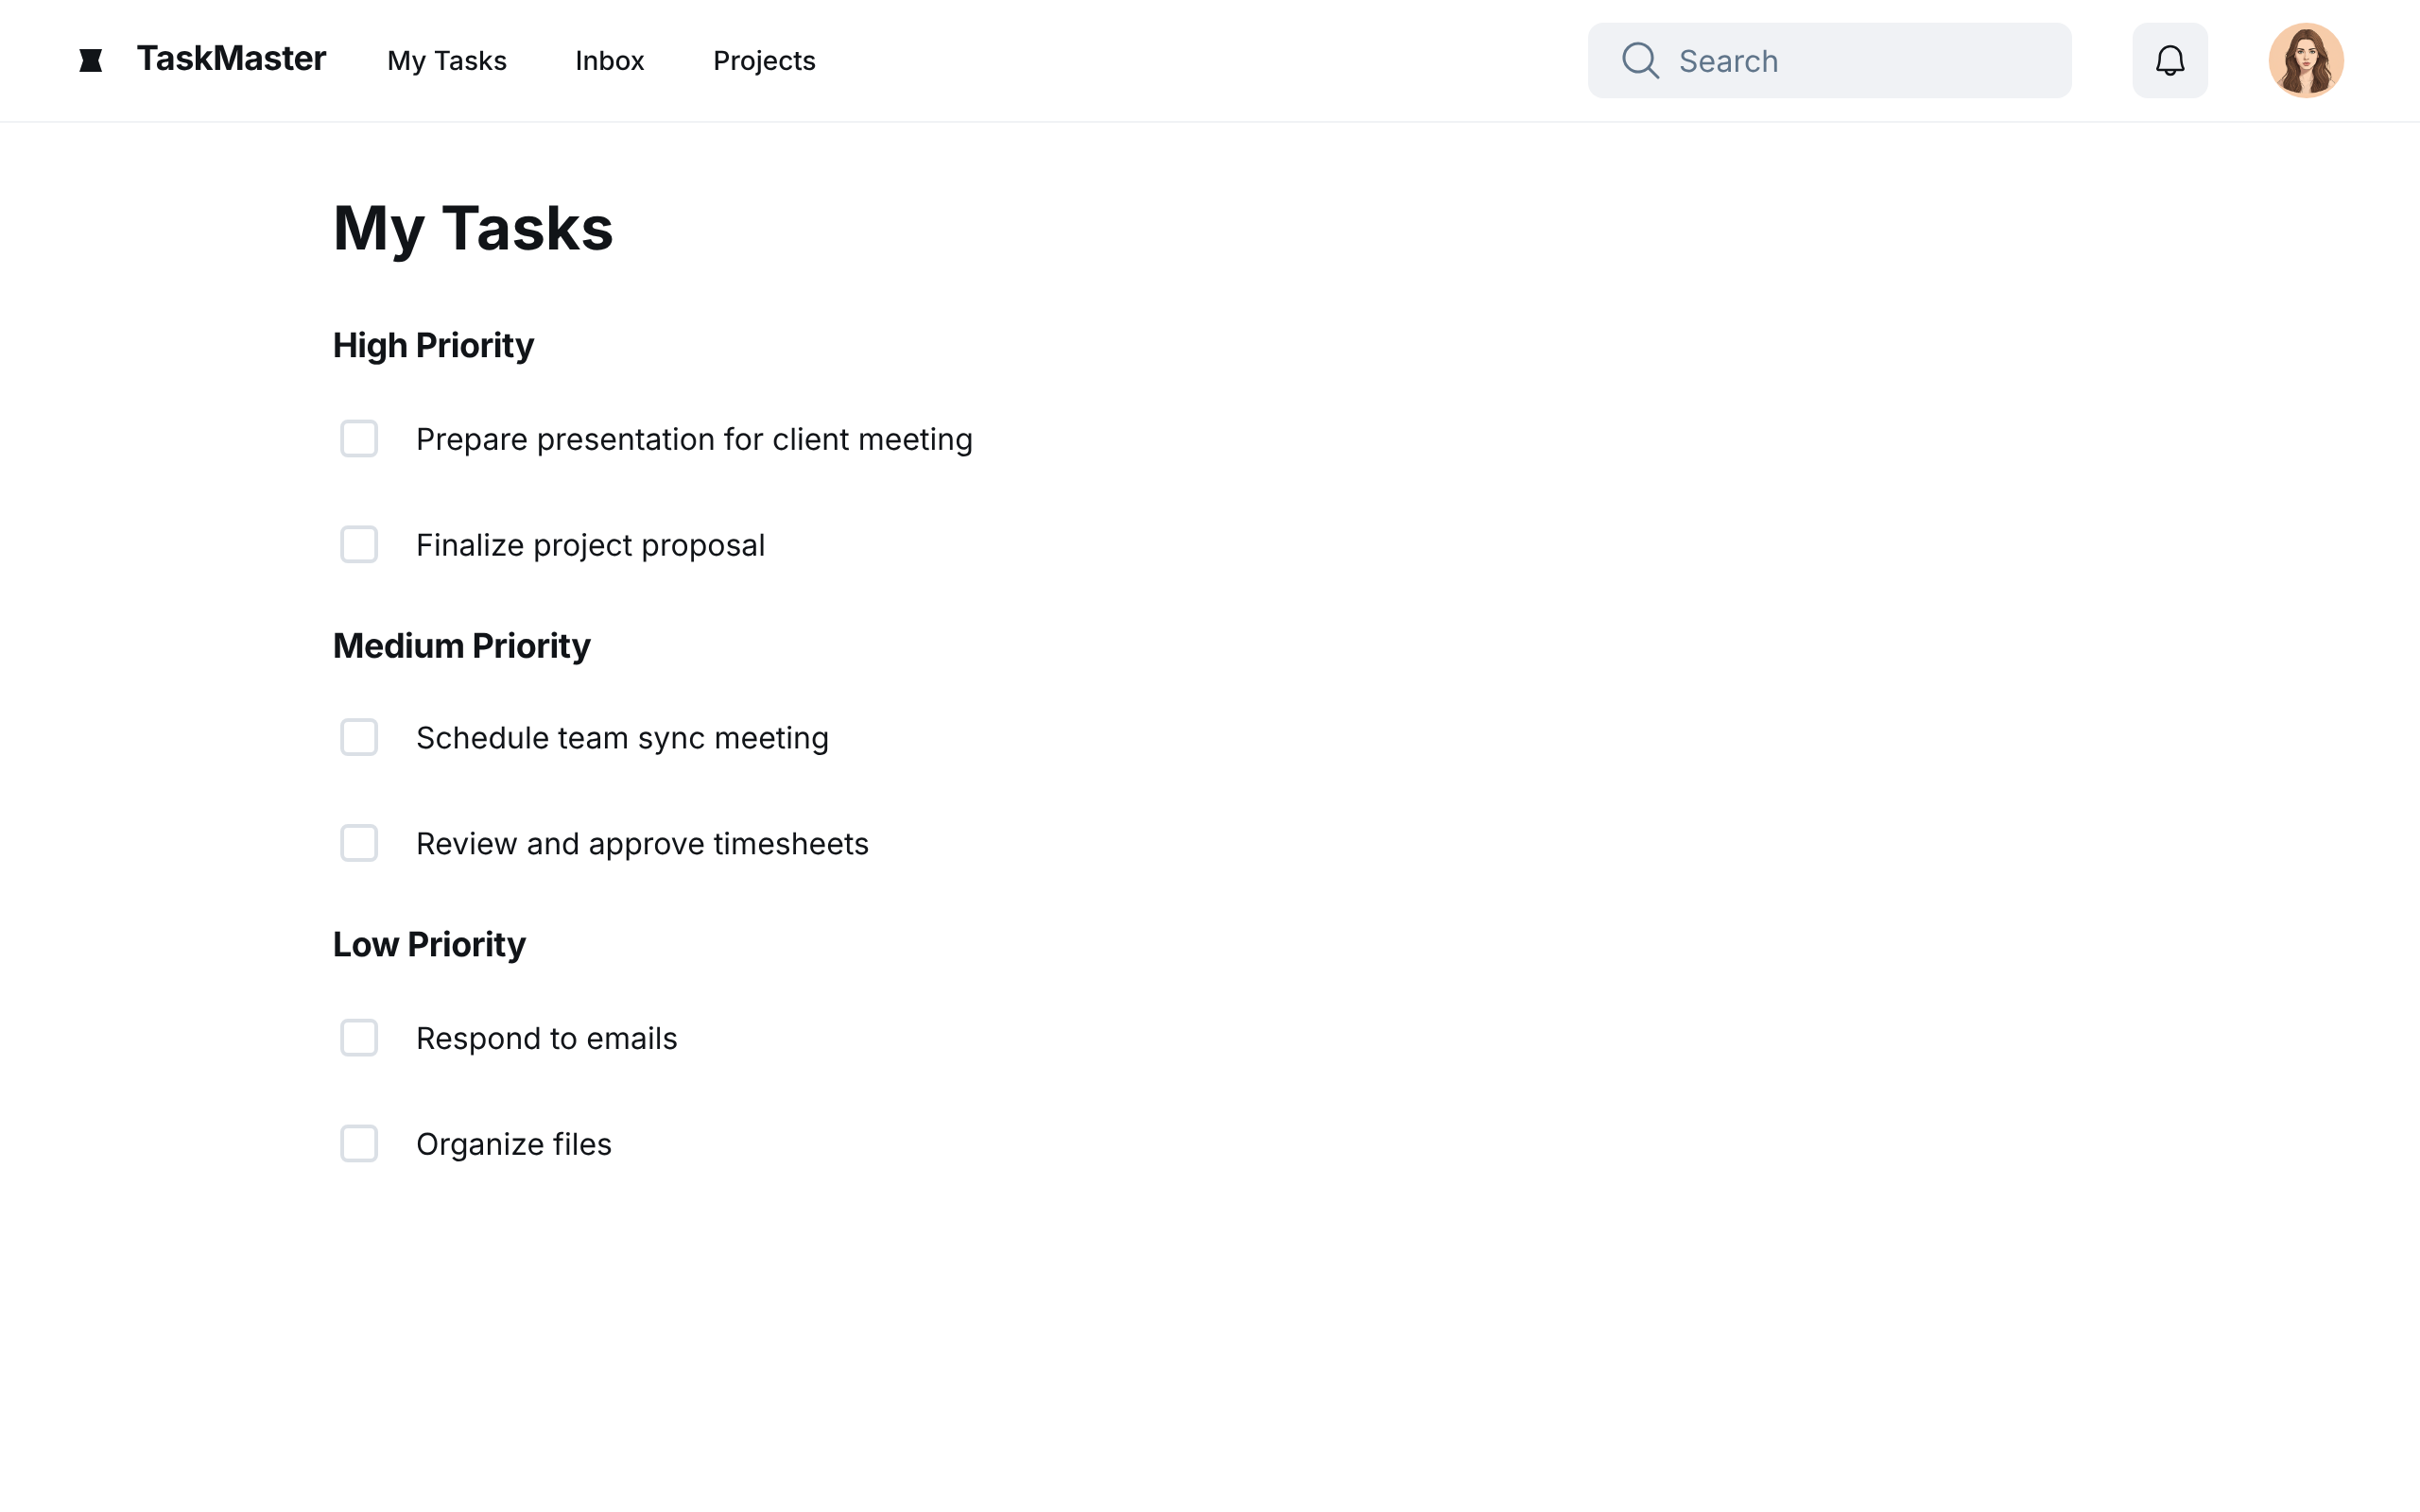 TaskMaster
My Tasks
Inbox
Projects
Search
My Tasks
High Priority
Prepare presentation for client meeting
Finalize project proposal
Medium Priority
Schedule team sync meeting
Review and approve timesheets
Low Priority
Respond to emails
Organize files